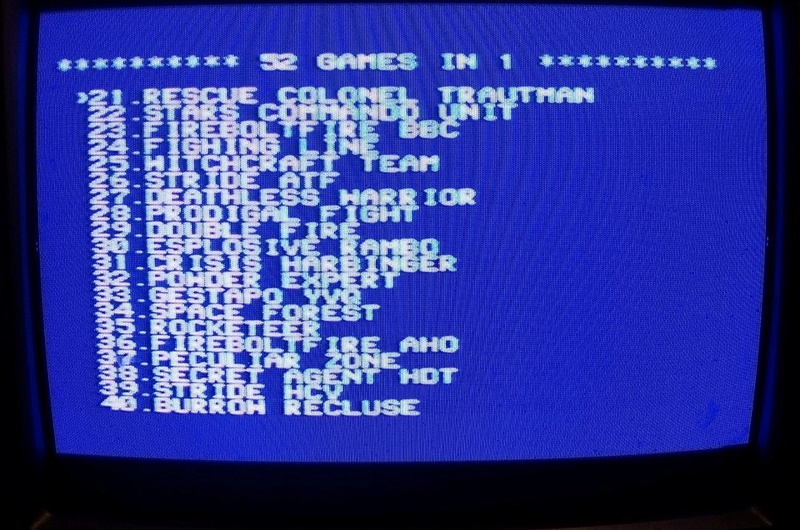 ********** 52 GAMES IN 1 **********
›21.RESCUE COLONEL TRAUTMAN
22.STARS COMMANDO UNIT
23.FIREBOLTFIRE BBC
24.FIGHING LINE
25.WITCHCRAFT TEAM
26.STRIDE ATF
27.DEATHLESS WARRIOR
28.PRODIGAL FIGHT
29.DOUBLE FIRE
30.ESPLOSIVE RAMBO
31.CRISIS HARBINGER
32.POWDER EXPERT
33.GESTAPO YVQ
34.SPACE FOREST
35.ROCKETEER
36.FIREBOLTFIRE AHO
37.PECULIAR ZONE
38.SECRET AGENT HDT
39.STRIDE HCV
40.BURROW RECLUSE